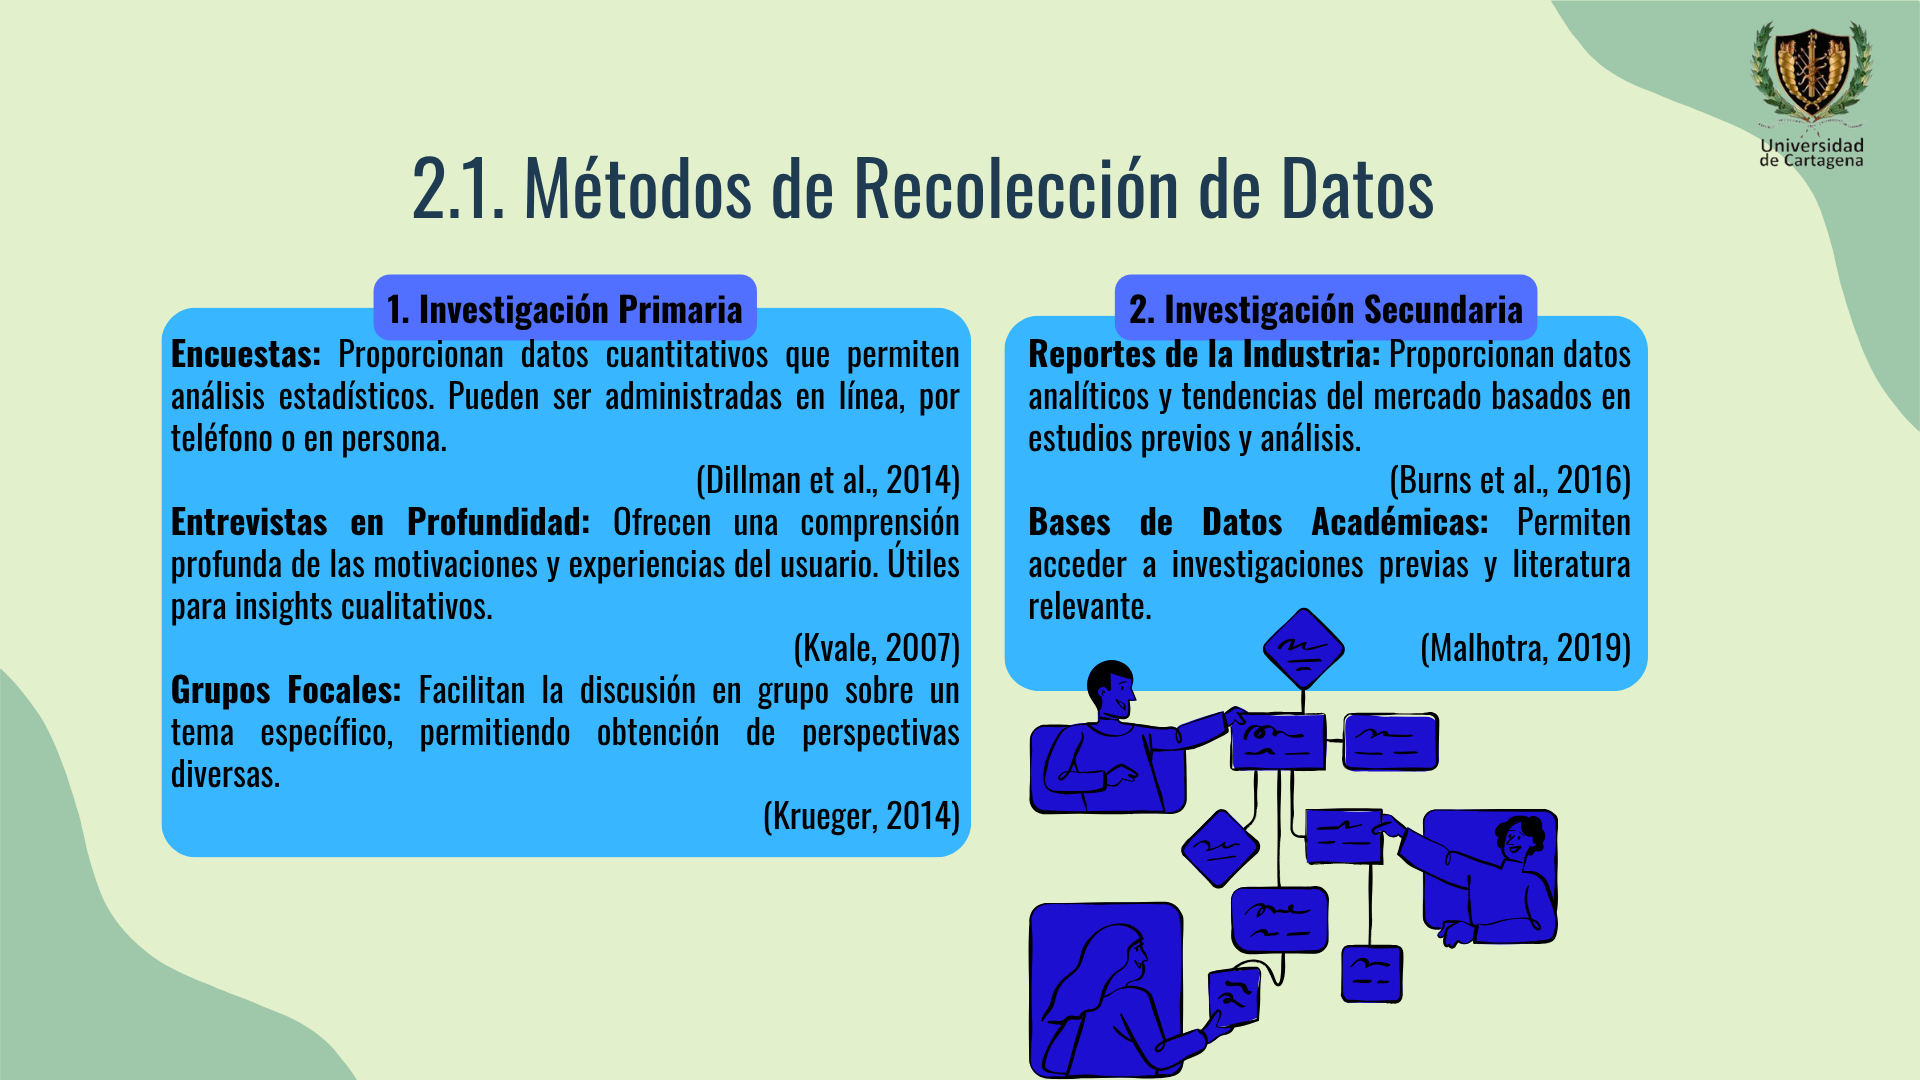 Universidad
de Cartagena
2.1. Métodos de Recolección de Datos
1. Investigación Primaria
Encuestas: Proporcionan datos cuantitativos que permiten
análisis estadísticos. Pueden ser administradas en línea, por
teléfono o en persona.
(Dillman et al., 2014)
Entrevistas en Profundidad: Ofrecen una comprensión
profunda de las motivaciones y experiencias del usuario. Útiles
para insights cualitativos.
(Kvale, 2007)
Grupos Focales: Facilitan la discusión en grupo sobre un
tema específico, permitiendo obtención de perspectivas
diversas.
(Krueger, 2014)
2. Investigación Secundaria
Reportes de la Industria: Proporcionan datos
analíticos y tendencias del mercado basados en
estudios previos y análisis.
(Burns et al., 2016)
Bases de Datos Académicas: Permiten
acceder a investigaciones previas y literatura
relevante.
(Malhotra, 2019)